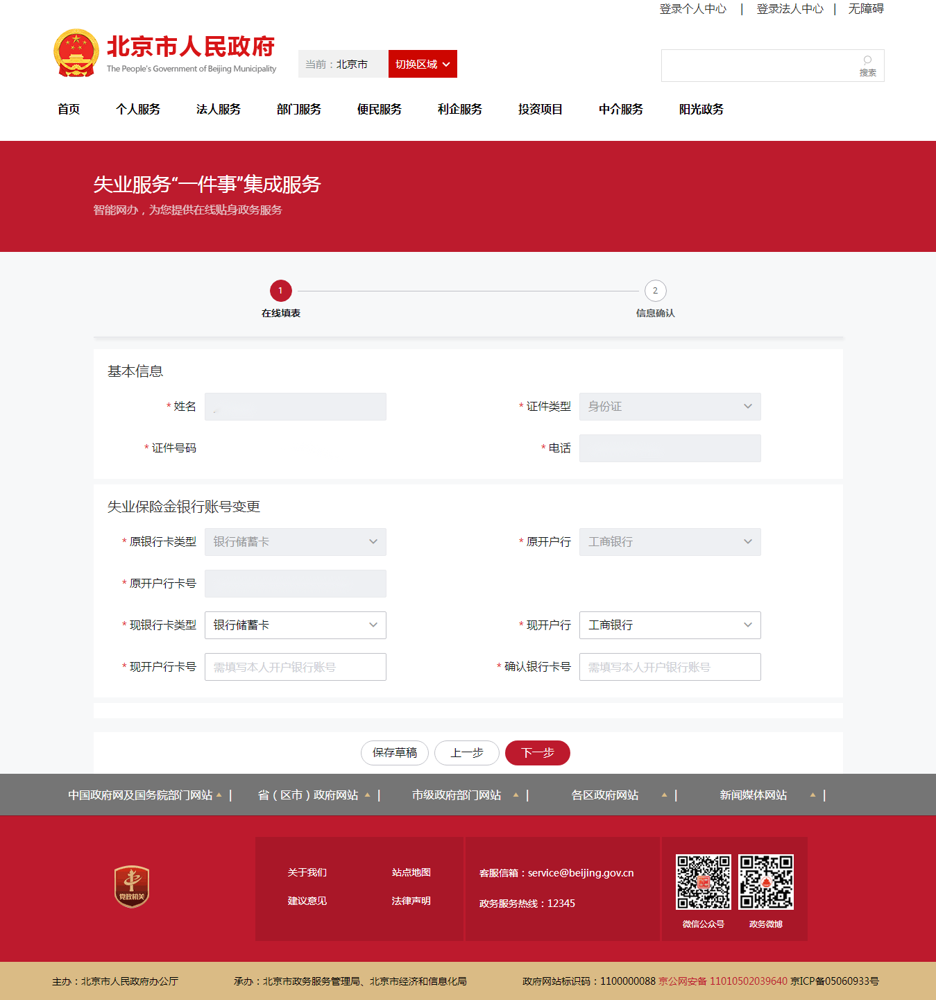 登录个人中心 | 登录法人中心 | 无障碍
北京市人民政府
The People's Government of Beijing Municipality
当前：北京市 切换区域
搜索
首页 个人服务 法人服务 部门服务 便民服务 利企服务 投资项目 中介服务 阳光政务
失业服务“一件事”集成服务
智能网办，为您提供在线贴身政务服务
1 2
在线填表 信息确认
基本信息
* 姓名 * 证件类型 身份证
* 证件号码 * 电话
失业保险金银行账号变更
* 原银行卡类型 银行储蓄卡 * 原开户行 工商银行
* 原开户行卡号
* 现银行卡类型 银行储蓄卡 * 现开户行 工商银行
* 现开户行卡号 需填写本人开户银行账号 * 确认银行卡号 需填写本人开户银行账号
保存草稿 上一步 下一步
中国政府网及国务院部门网站 | 省（区市）政府网站 | 市级政府部门网站 | 各区政府网站 | 新闻媒体网站 |
党政机关
关于我们 站点地图
建议意见 法律声明
客服信箱：service@beijing.gov.cn
政务服务热线：12345
微信公众号 政务微博
主办：北京市人民政府办公厅 承办：北京市政务服务管理局、北京市经济和信息化局 政府网站标识码：1100000088 京公网安备 11010502039640 京ICP备05060933号